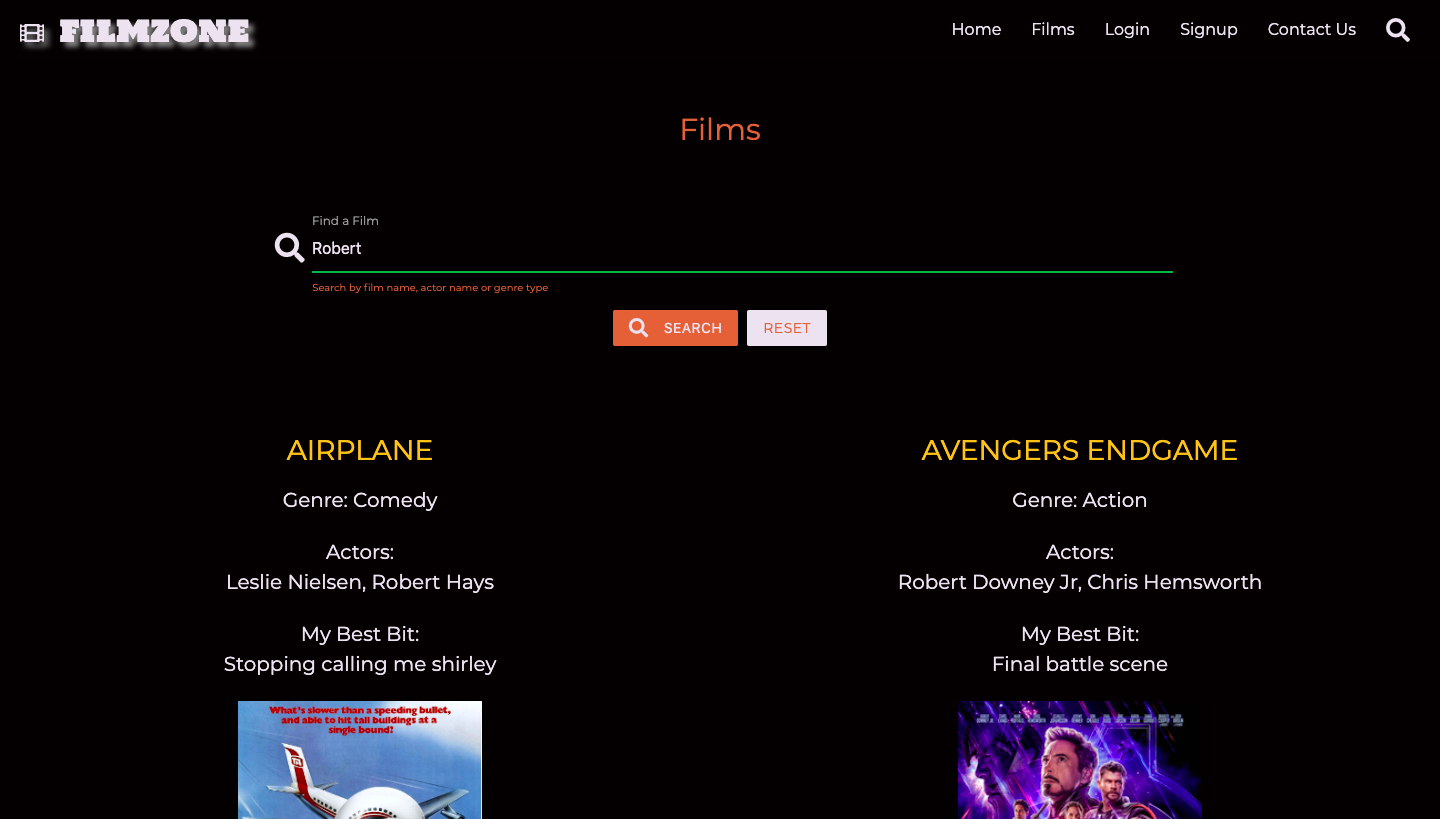 FILMZONE
Home Films Login Signup Contact Us
Films
Find a Film
Robert
Search by film name, actor name or genre type
SEARCH RESET
AIRPLANE
Genre: Comedy
Actors:
Leslie Nielsen, Robert Hays
My Best Bit:
Stopping calling me shirley
What's slower than a speeding bullet,
and able to hit tall buildings at a
single bound?
AVENGERS ENDGAME
Genre: Action
Actors:
Robert Downey Jr, Chris Hemsworth
My Best Bit:
Final battle scene